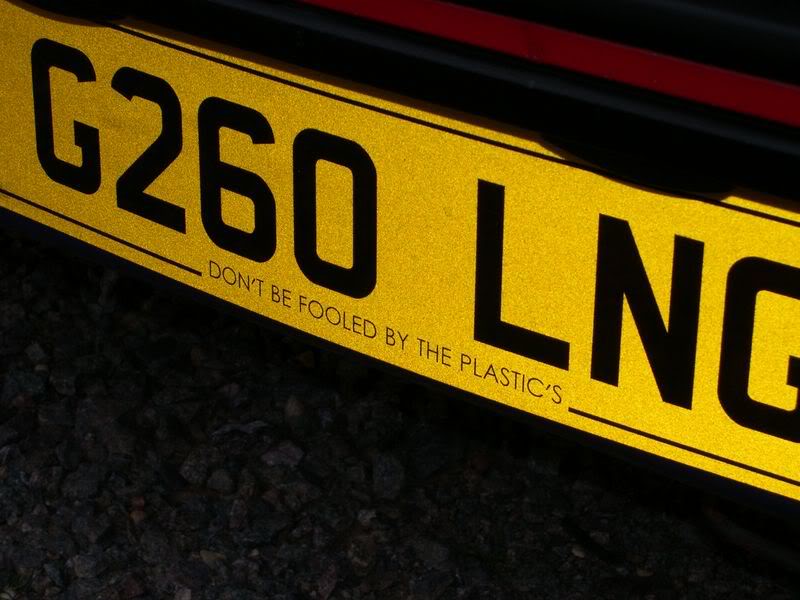 G260 LNG
DON'T BE FOOLED BY THE PLASTIC'S